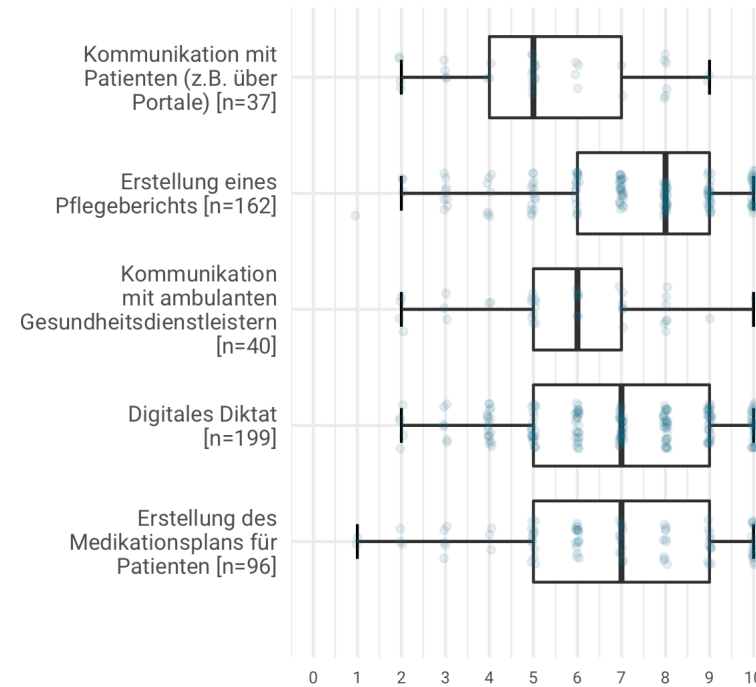 Kommunikation mit
Patienten (z.B. über
Portale) [n=37]
Erstellung eines
Pflegeberichts [n=162]
Kommunikation
mit ambulanten
Gesundheitsdienstleistern
[n=40]
Digitales Diktat
[n=199]
Erstellung des
Medikationsplans für
Patienten [n=96]
0 1 2 3 4 5 6 7 8 9 10